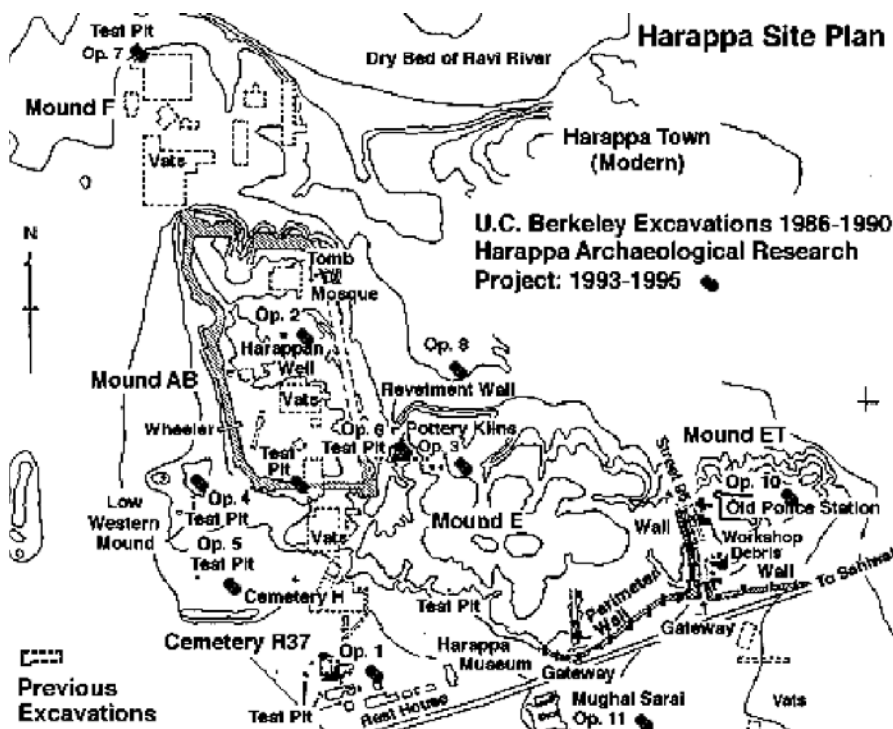 Test Pit
Op. 7
Harappa Site Plan
Dry Bed of Ravi River
Mound F
Harappa Town
(Modern)
Vats
U.C. Berkeley Excavations 1986-1990
Harappa Archaeological Research
Project: 1993-1995
N
Tomb
Mosque
Op. 2
Harappan
Well
Op. 8
Mound AB
Revetment Wall
Vats
Wheeler
Op. 6
Test Pit
Pottery Kilns
Op. 3
Mound ET
Test
Pit
Op. 4
Test Pit
Low
Western
Mound
Op. 10
Old Police Station
Mound E
Wall
Vats
Workshop
Debris
Wall
Op. 5
Test Pit
To Sahiwal
Cemetery H
Test Pit
Perimeter
Wall
Gateway
Cemetery R37
Harappa
Museum
Op. 1
Gateway
Previous
Excavations
Test Pit
Rest House
Mughal Sarai
Op. 11
Vats